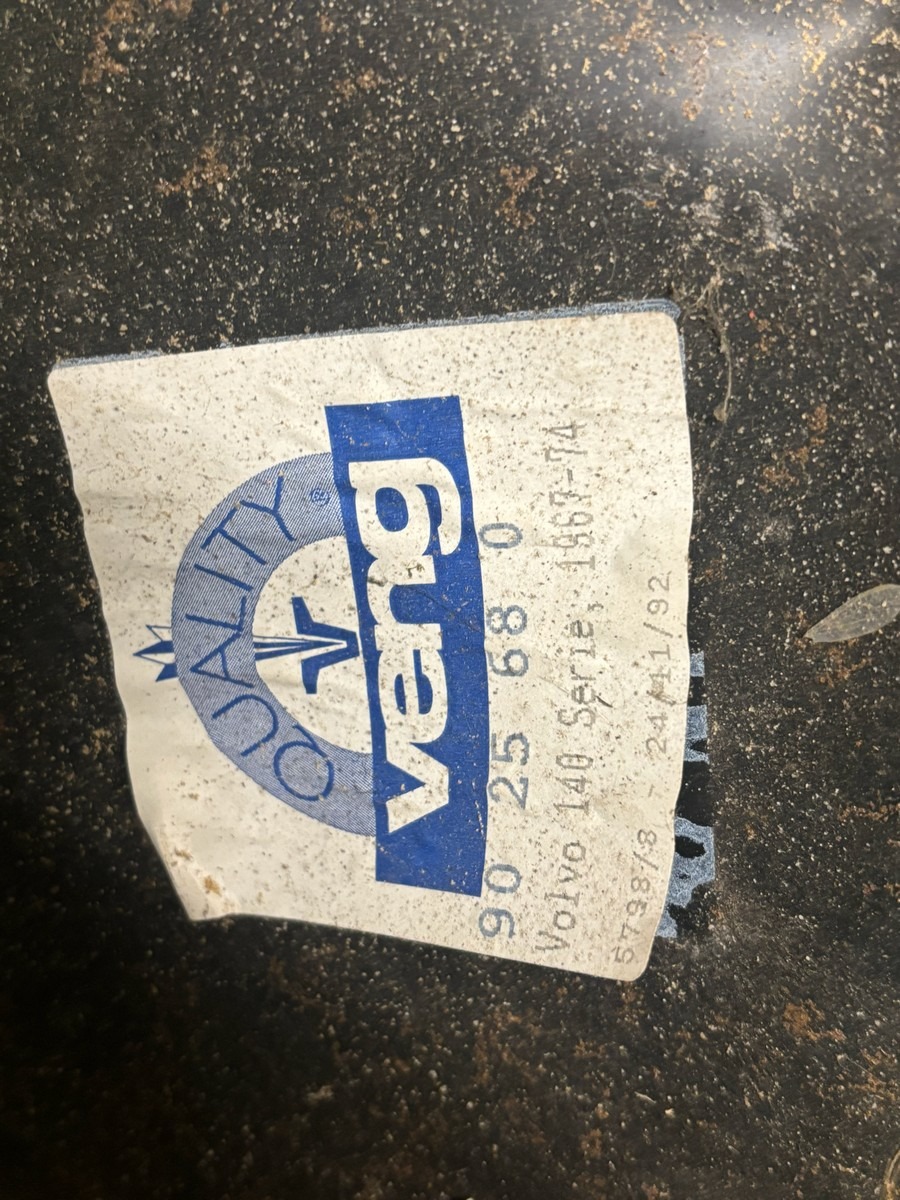 QUALITY
veng
90 25 68 0
Volvo 140 Serie, 1967-74
5798/8 - 24/11/92